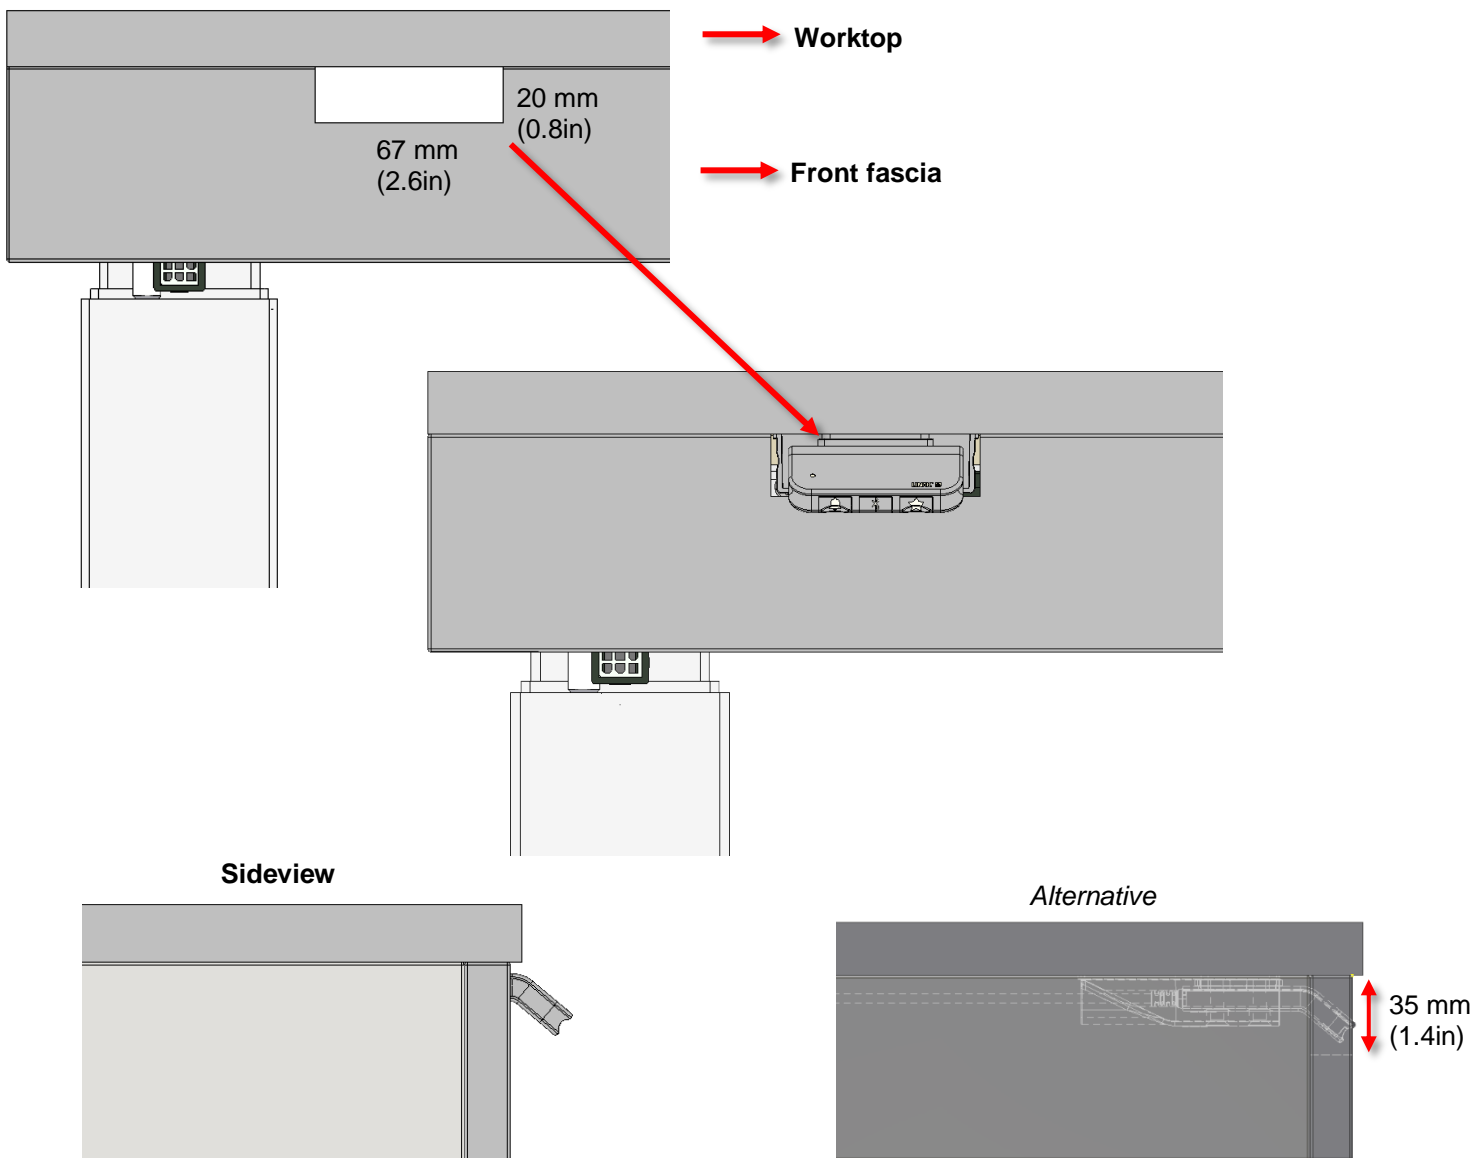 Worktop
20 mm
(0.8in)
67 mm
(2.6in)
Front fascia
Sideview
Alternative
35 mm
(1.4in)